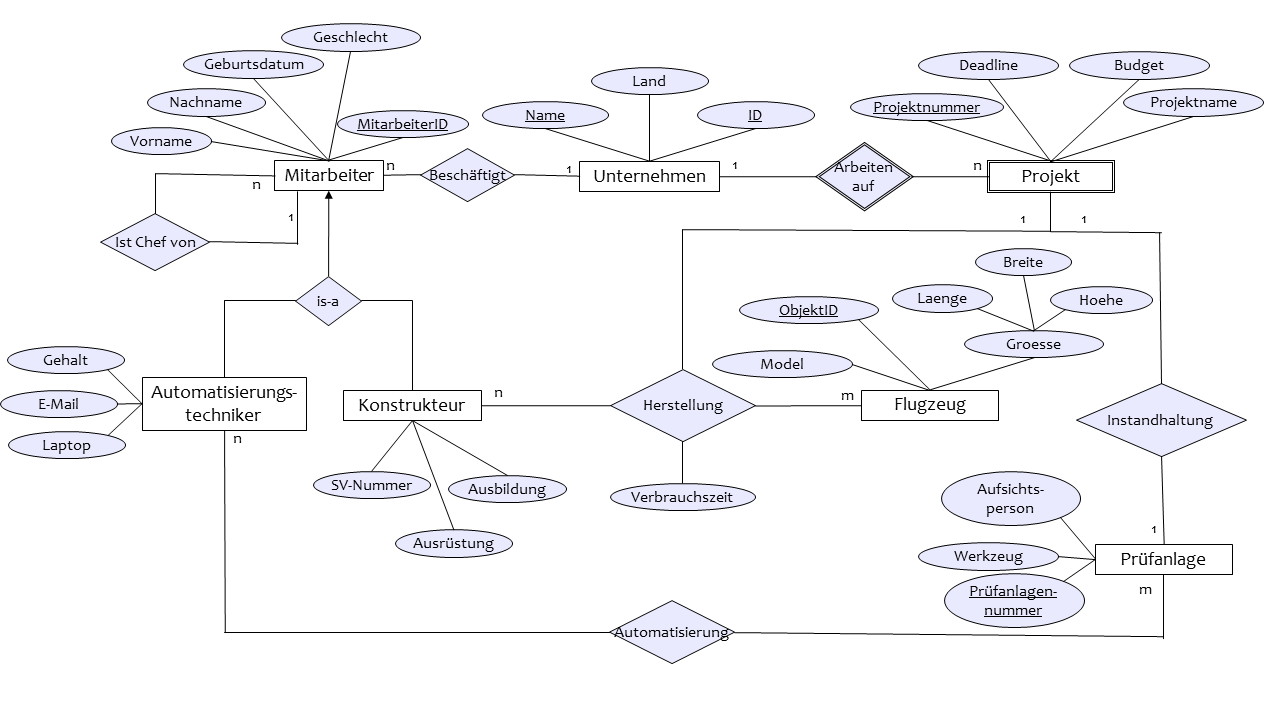 Geschlecht
Geburtsdatum
Nachname
MitarbeiterID
Vorname
Mitarbeiter
n
Beschäftigt
n
1
Ist Chef von
is-a
Land
Name
ID
1
Unternehmen
1
Arbeiten
auf
n
Deadline
Budget
Projektnummer
Projektname
Projekt
1
1
Breite
Laenge
Hoehe
ObjektID
Groesse
Model
Gehalt
E-Mail
Laptop
Automatisierungs-
techniker
n
Konstrukteur
n
Herstellung
m
Flugzeug
Instandhaltung
SV-Nummer
Ausbildung
Ausrüstung
Verbrauchszeit
Aufsichts-
person
1
Werkzeug
Prüfanlage
Prüfanlagen-
nummer
m
Automatisierung